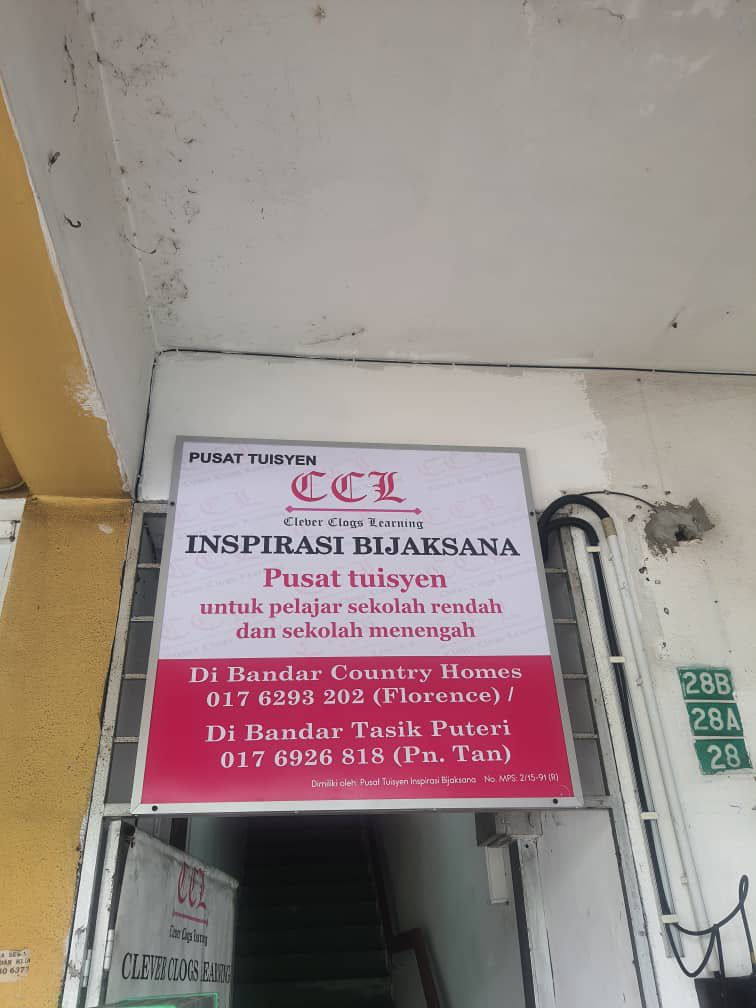 PUSAT TUISYEN
CCL
Clever Clogs Learning
INSPIRASI BIJAKSANA
Pusat tuisyen
untuk pelajar sekolah rendah
dan sekolah menengah
Di Bandar Country Homes
017 6293 202 (Florence) /
Di Bandar Tasik Puteri
017 6926 818 (Pn. Tan)
Dimiliki oleh: Pusat Tuisyen Inspirasi Bijaksana No. MPS: 2/15-91 (R)
28B
28A
28
CCL
Clever Clogs Learning
CLEVER CLOGS LEARNING